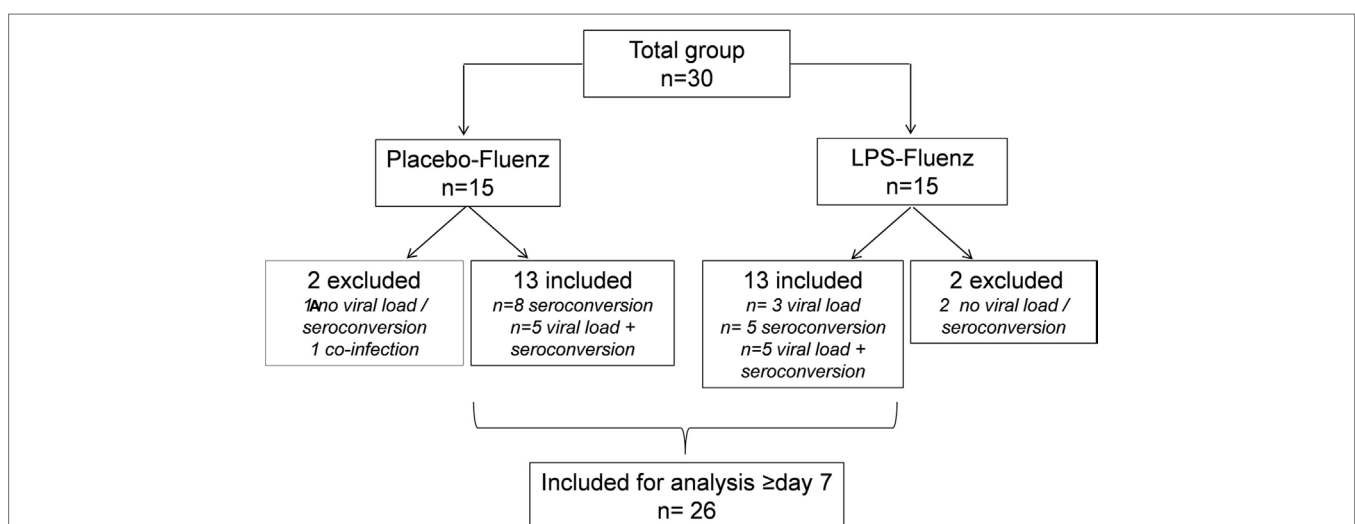 Total group
n=30
Placebo-Fluenz
n=15
LPS-Fluenz
n=15
2 excluded
no viral load /
seroconversion
1 co-infection
13 included
n=8 seroconversion
n=5 viral load +
seroconversion
13 included
n= 3 viral load
n= 5 seroconversion
n=5 viral load +
seroconversion
2 excluded
2 no viral load /
seroconversion
Included for analysis ≥day 7
n= 26